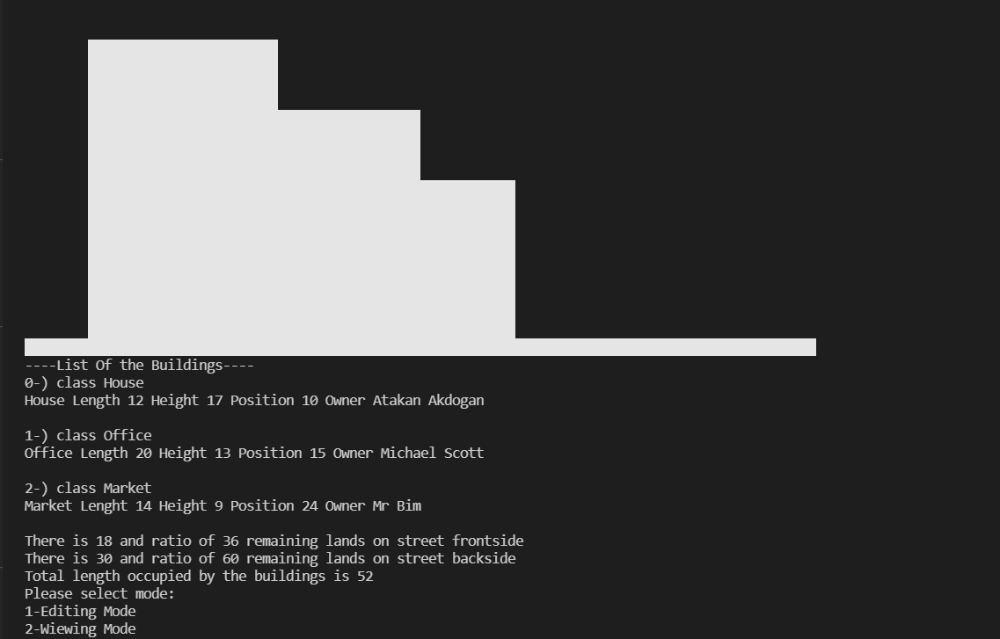 ----List Of the Buildings----
0-) class House
House Length 12 Height 17 Position 10 Owner Atakan Akdogan
1-) class Office
Office Length 20 Height 13 Position 15 Owner Michael Scott
2-) class Market
Market Lenght 14 Height 9 Position 24 Owner Mr Bim
There is 18 and ratio of 36 remaining lands on street frontside
There is 30 and ratio of 60 remaining lands on street backside
Total length occupied by the buildings is 52
Please select mode:
1-Editing Mode
2-Wiewing Mode